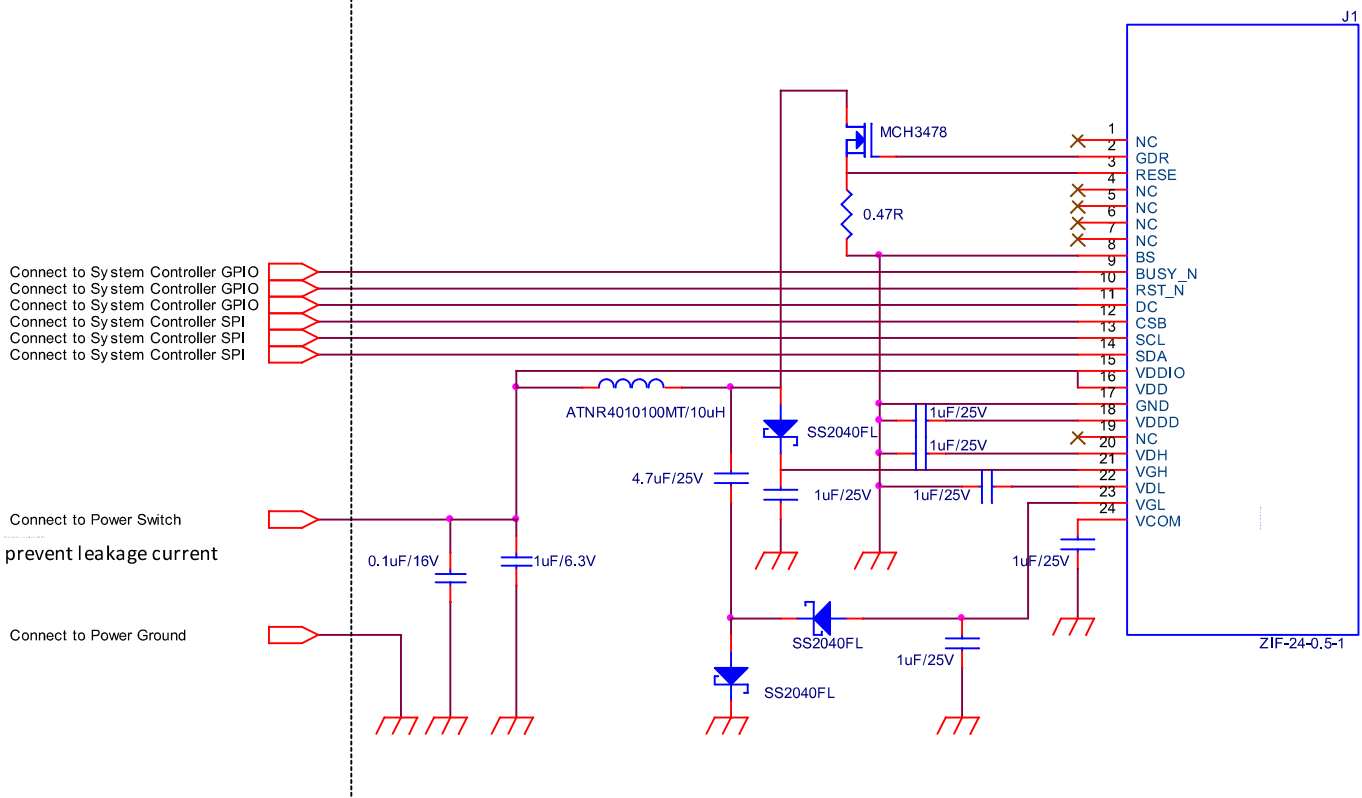 J1
MCH3478
0.47R
1 NC
2 GDR
3 RESE
4 NC
5 NC
6 NC
7 NC
8 BS
9 BUSY_N
10 RST_N
11 DC
12 CSB
13 SCL
14 SDA
15 VDDIO
16 VDD
17 GND
18 VDDD
19 NC
20 VDH
21 VGH
22 VDL
23 VGL
24 VCOM
Connect to System Controller GPIO
Connect to System Controller GPIO
Connect to System Controller GPIO
Connect to System Controller SPI
Connect to System Controller SPI
Connect to System Controller SPI
ATNR4010100MT/10uH
SS2040FL
1uF/25V
1uF/25V
4.7uF/25V
1uF/25V
1uF/25V
Connect to Power Switch
prevent leakage current
0.1uF/16V
1uF/6.3V
1uF/25V
Connect to Power Ground
SS2040FL
1uF/25V
SS2040FL
ZIF-24-0.5-1